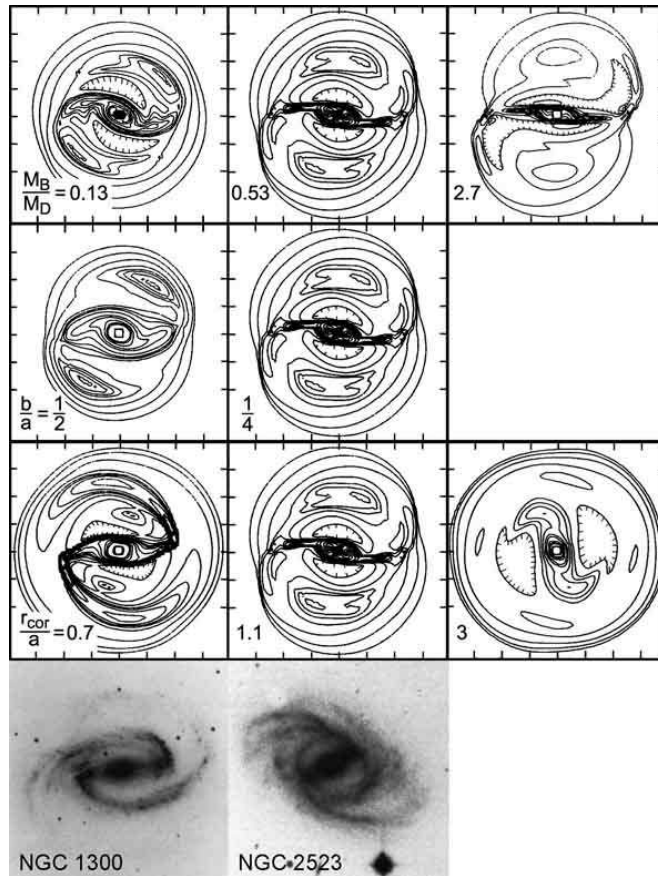 M_B/M_D = 0.13
0.53
2.7
b/a = 1/2
1/4
r_cor/a = 0.7
1.1
3
NGC 1300
NGC 2523